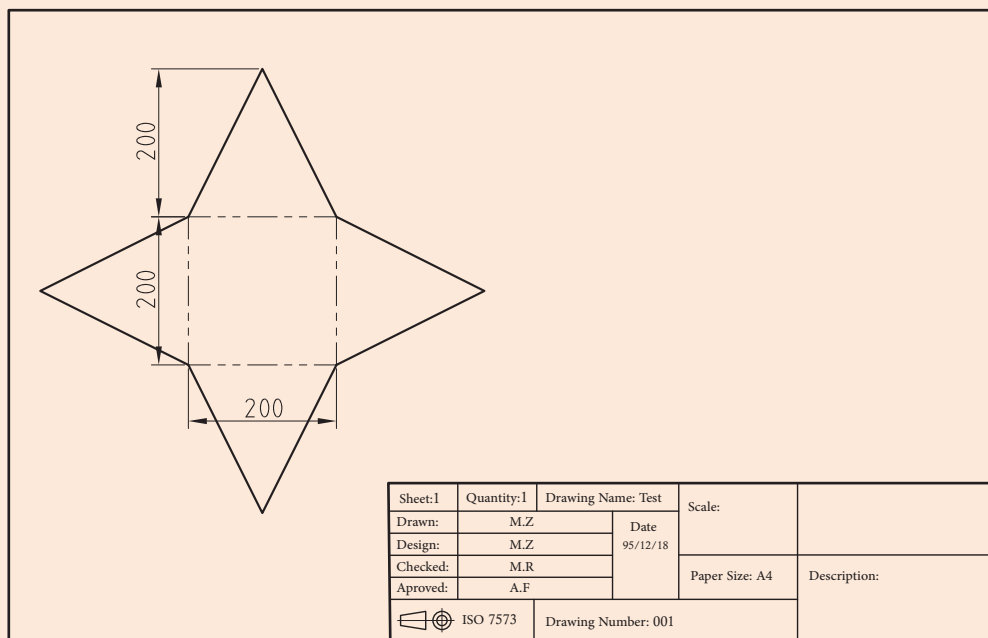 200
200
200
Sheet:1 Quantity:1 Drawing Name: Test Scale:
Drawn: M.Z Date
Design: M.Z 95/12/18
Checked: M.R Paper Size: A4 Description:
Aproved: A.F
ISO 7573 Drawing Number: 001